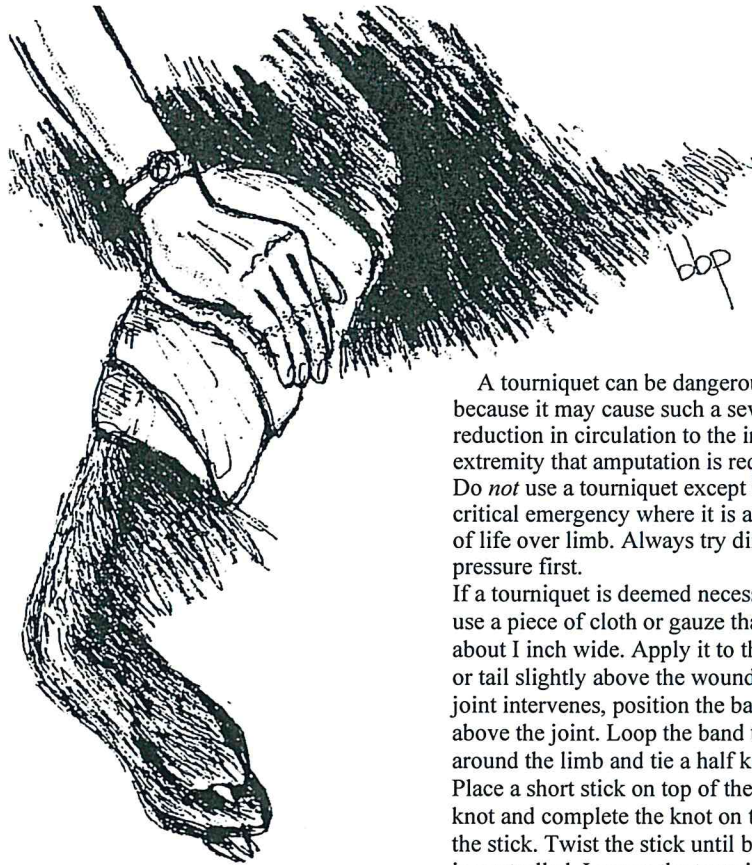 bbp
A tourniquet can be dangerou
because it may cause such a sev
reduction in circulation to the i
extremity that amputation is rec
Do not use a tourniquet except
critical emergency where it is a
of life over limb. Always try di
pressure first.
If a tourniquet is deemed necess
use a piece of cloth or gauze tha
about I inch wide. Apply it to th
or tail slightly above the wound
joint intervenes, position the ba
above the joint. Loop the band
around the limb and tie a half k
Place a short stick on top of the
knot and complete the knot on t
the stick. Twist the stick until b